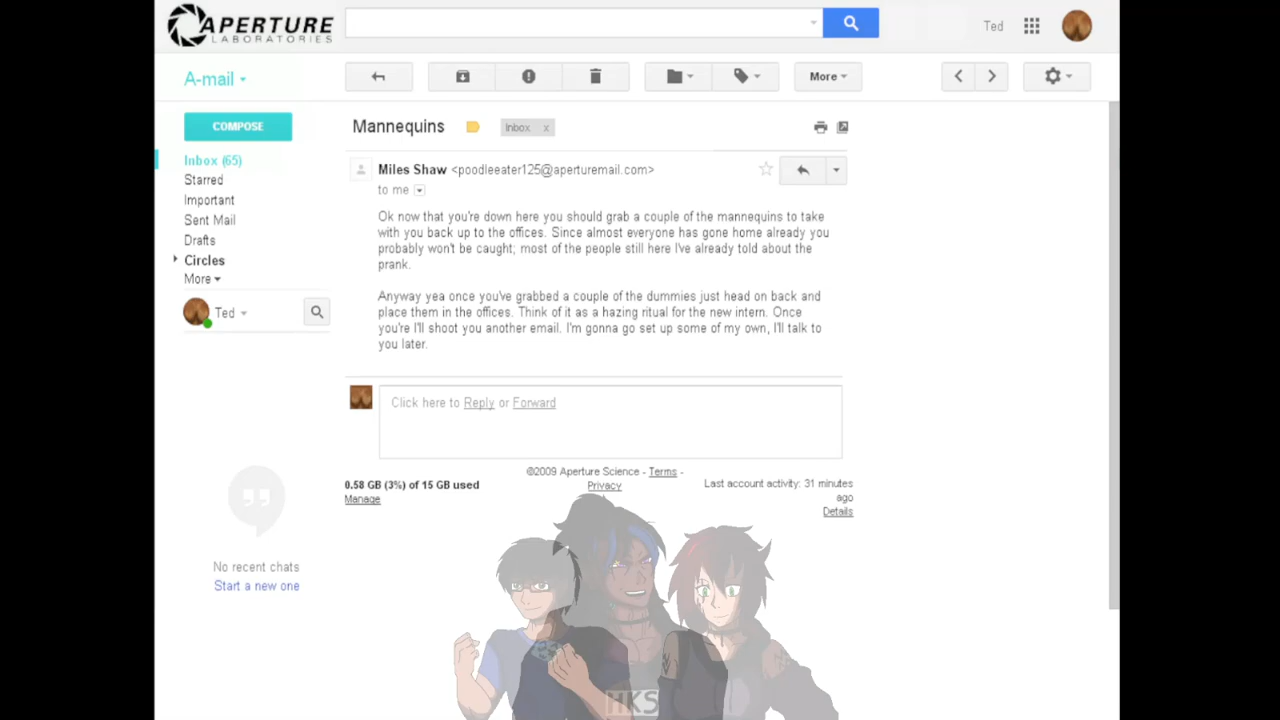 APERTURE
LABORATORIES
Ted
A-mail
More
COMPOSE
Mannequins
Inbox x
Inbox (65)
Starred
Important
Sent Mail
Drafts
Circles
More
Ted
Miles Shaw <poodleeater125@aperturemail.com>
to me
Ok now that you're down here you should grab a couple of the mannequins to take
with you back up to the offices. Since almost everyone has gone home already you
probably won't be caught; most of the people still here I've already told about the
prank.
Anyway yea once you've grabbed a couple of the dummies just head on back and
place them in the offices. Think of it as a hazing ritual for the new intern. Once
you're I'll shoot you another email. I'm gonna go set up some of my own, I'll talk to
you later.
Click here to Reply or Forward
0.58 GB (3%) of 15 GB used
Manage
©2009 Aperture Science - Terms -
Privacy
Last account activity: 31 minutes
ago
Details
No recent chats
Start a new one
HKS